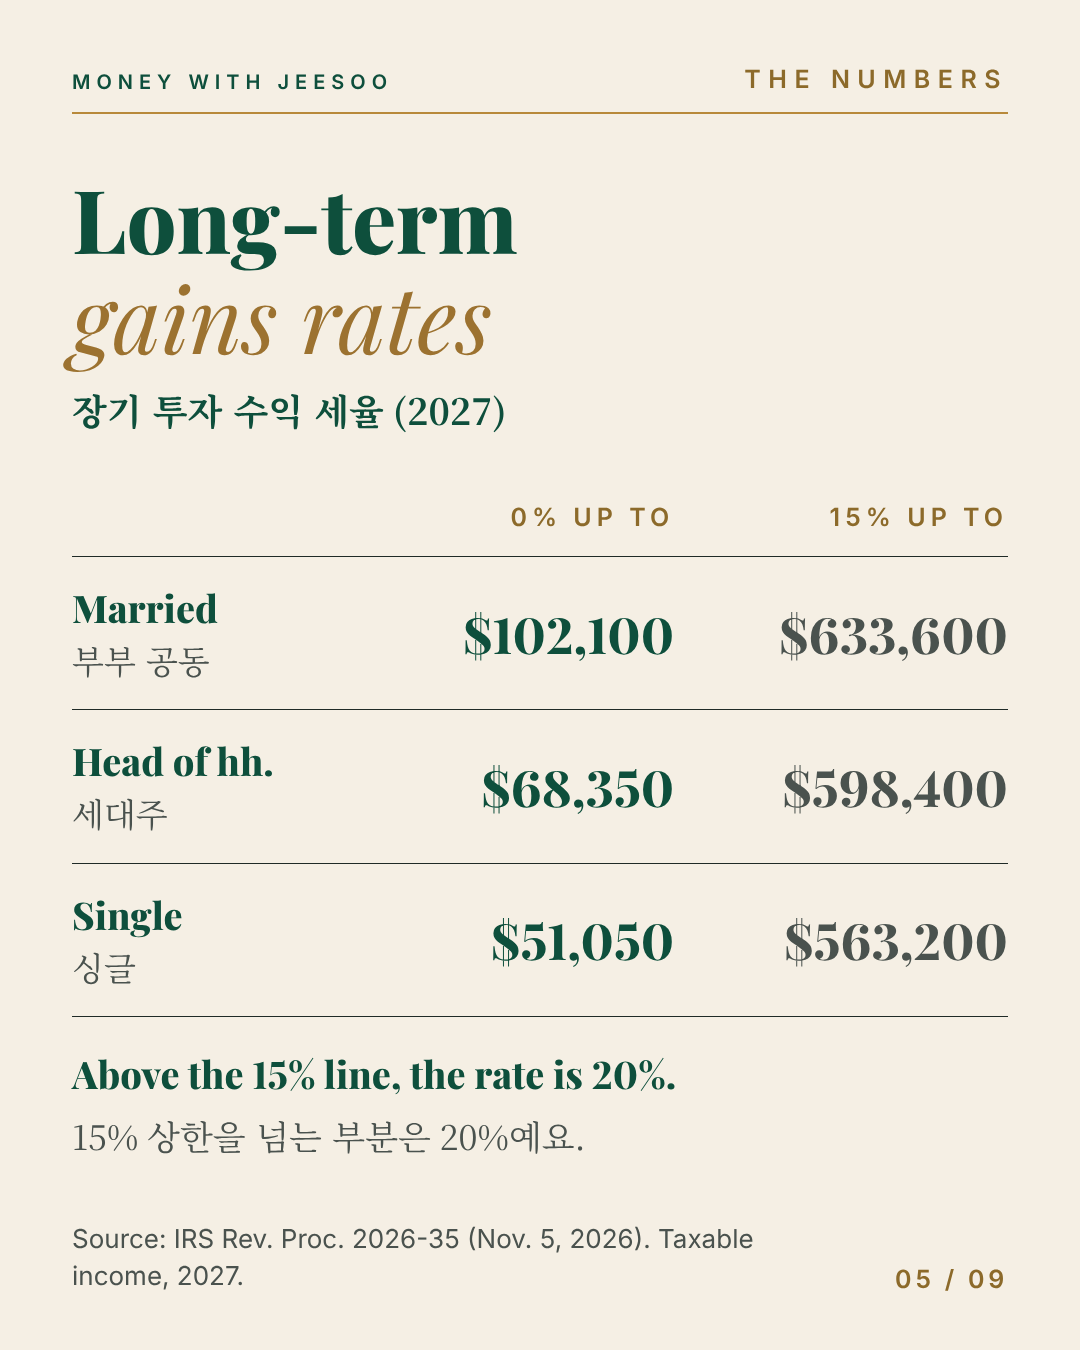 MONEY WITH JEESOO
THE NUMBERS
Long-term
gains rates
장기 투자 수익 세율 (2027)
0% UP TO
15% UP TO
Married
부부 공동
$102,100
$633,600
Head of hh.
세대주
$68,350
$598,400
Single
싱글
$51,050
$563,200
Above the 15% line, the rate is 20%.
15% 상한을 넘는 부분은 20%예요.
Source: IRS Rev. Proc. 2026-35 (Nov. 5, 2026). Taxable
income, 2027.
05 / 09